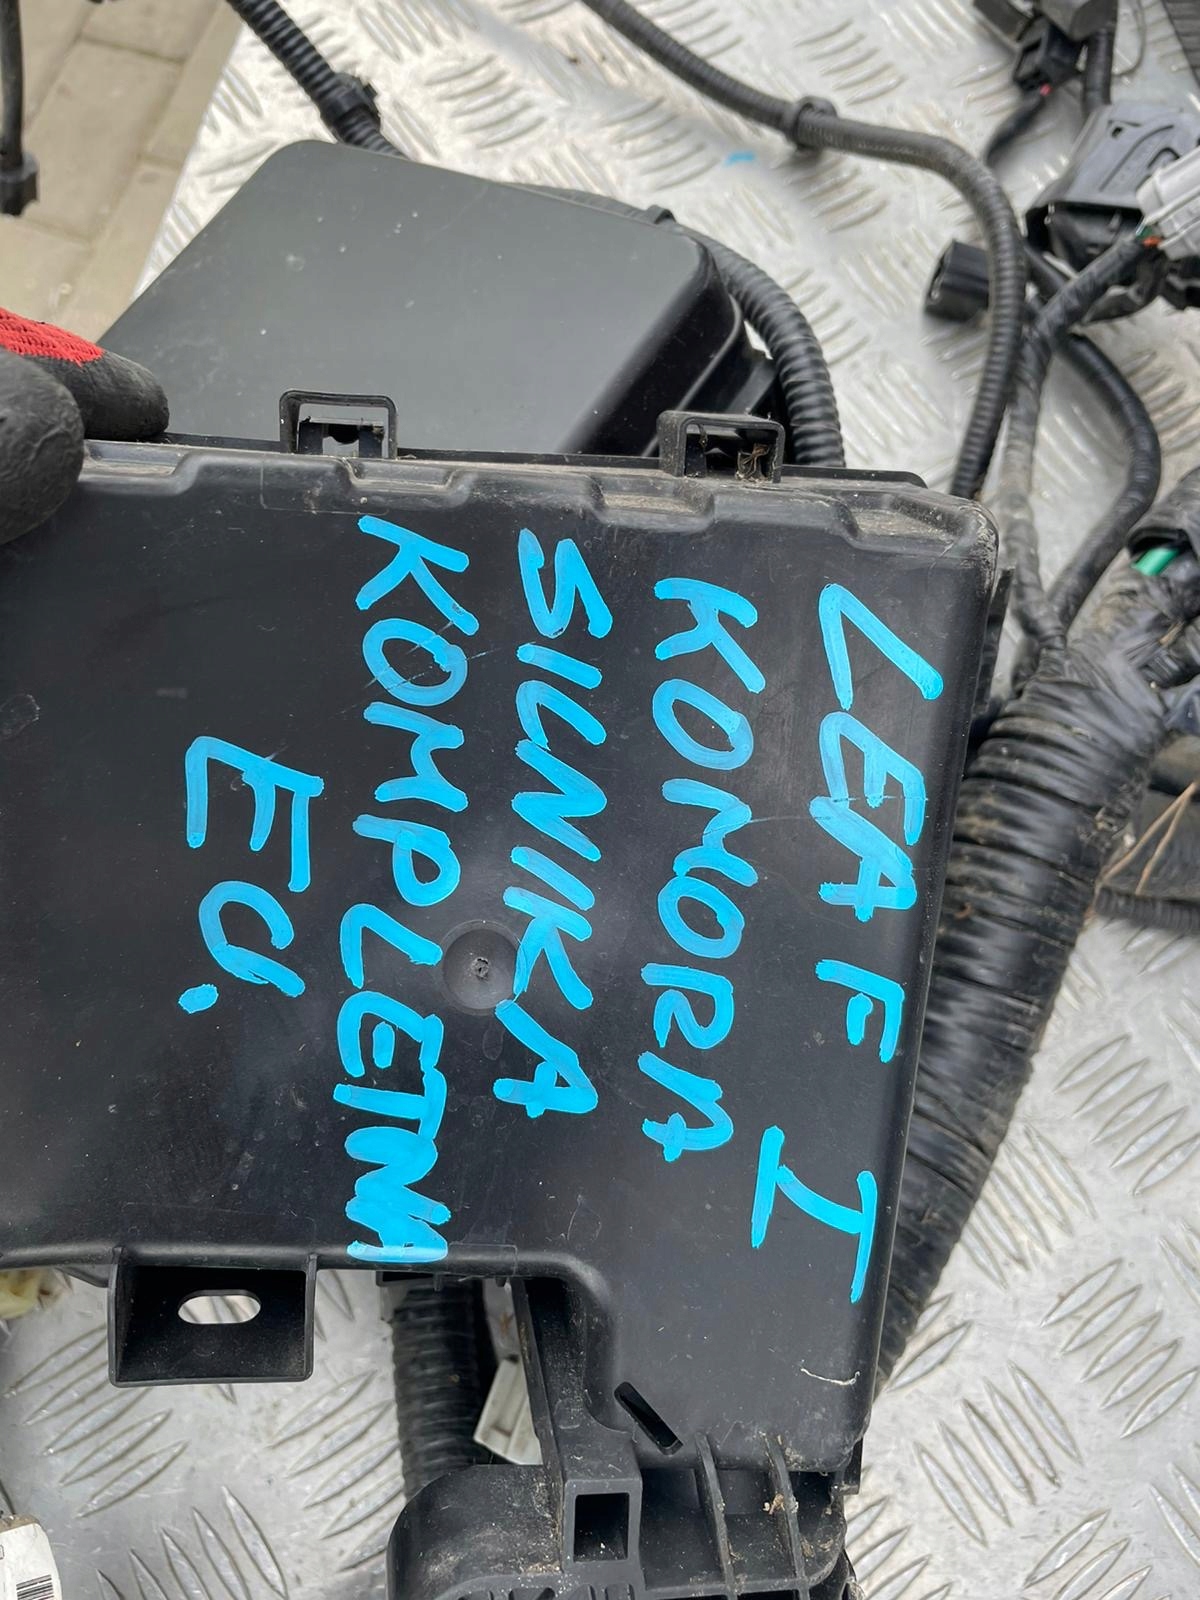 LEAF I
KOMORA
SILNIKA
KOMPLETNA
EU.